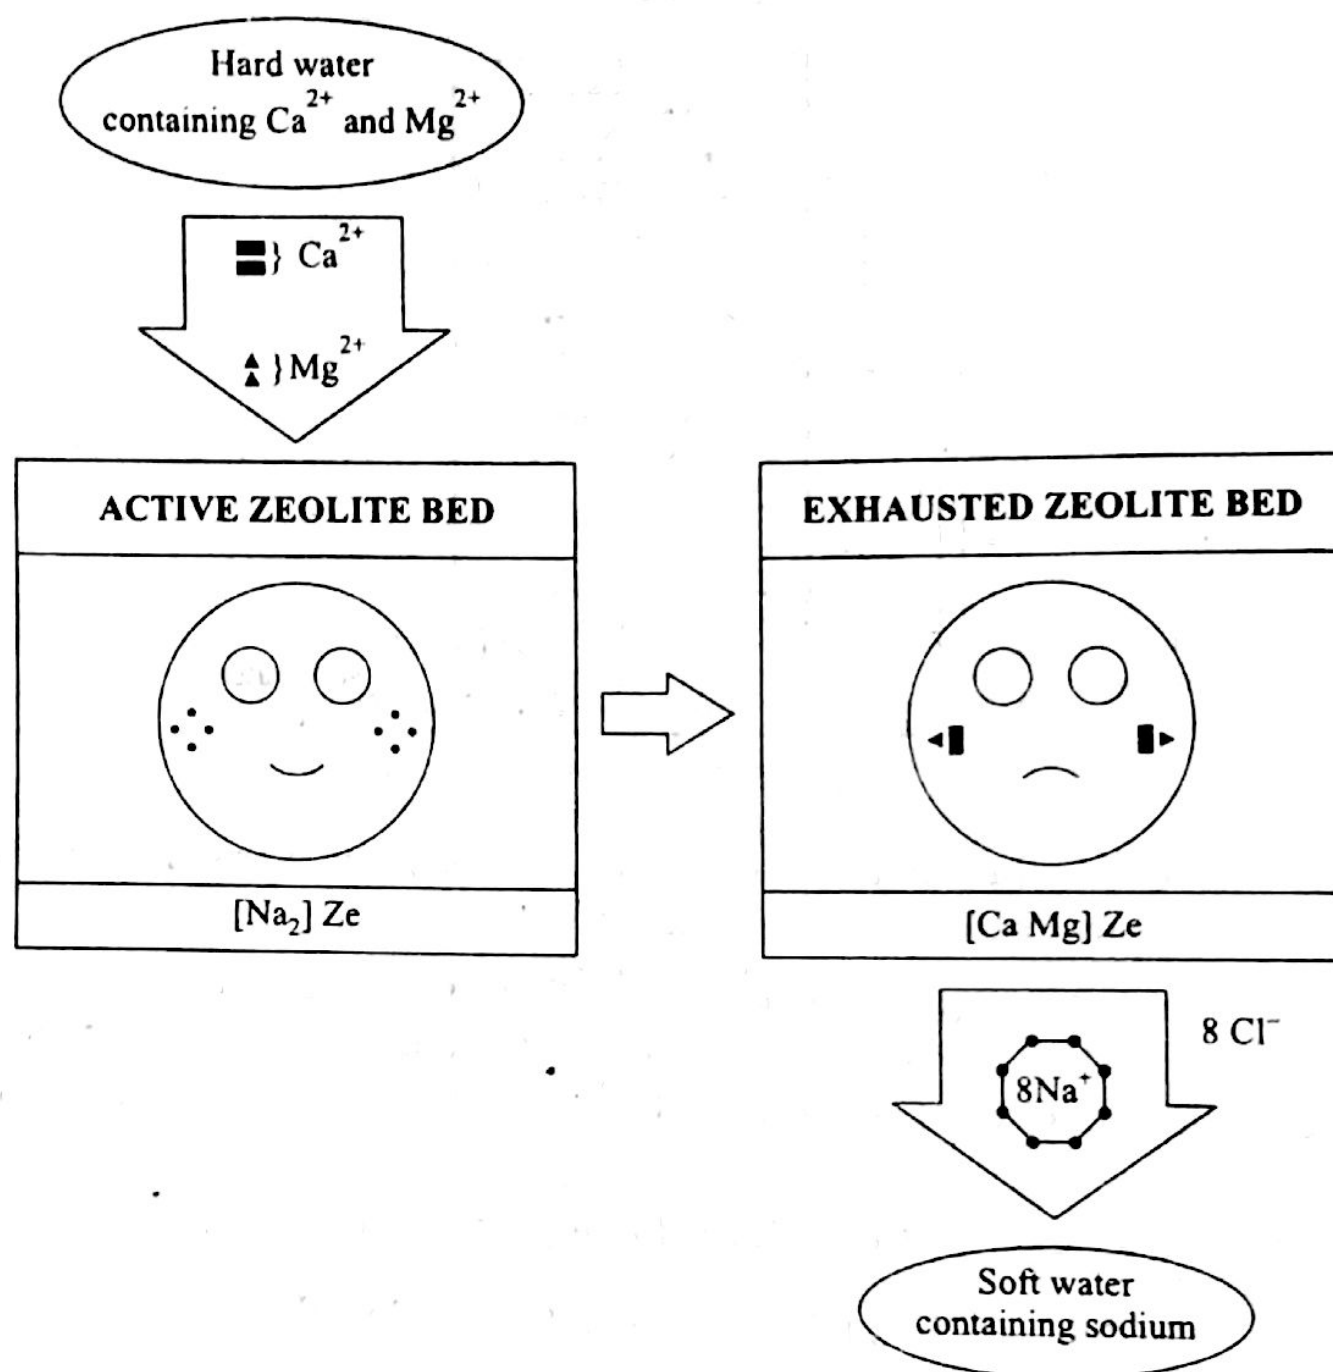 Hard water
containing Ca²⁺ and Mg²⁺
} Ca²⁺
} Mg²⁺
ACTIVE ZEOLITE BED
[Na₂] Ze
EXHAUSTED ZEOLITE BED
[Ca Mg] Ze
8 Cl⁻
8Na⁺
Soft water
containing sodium